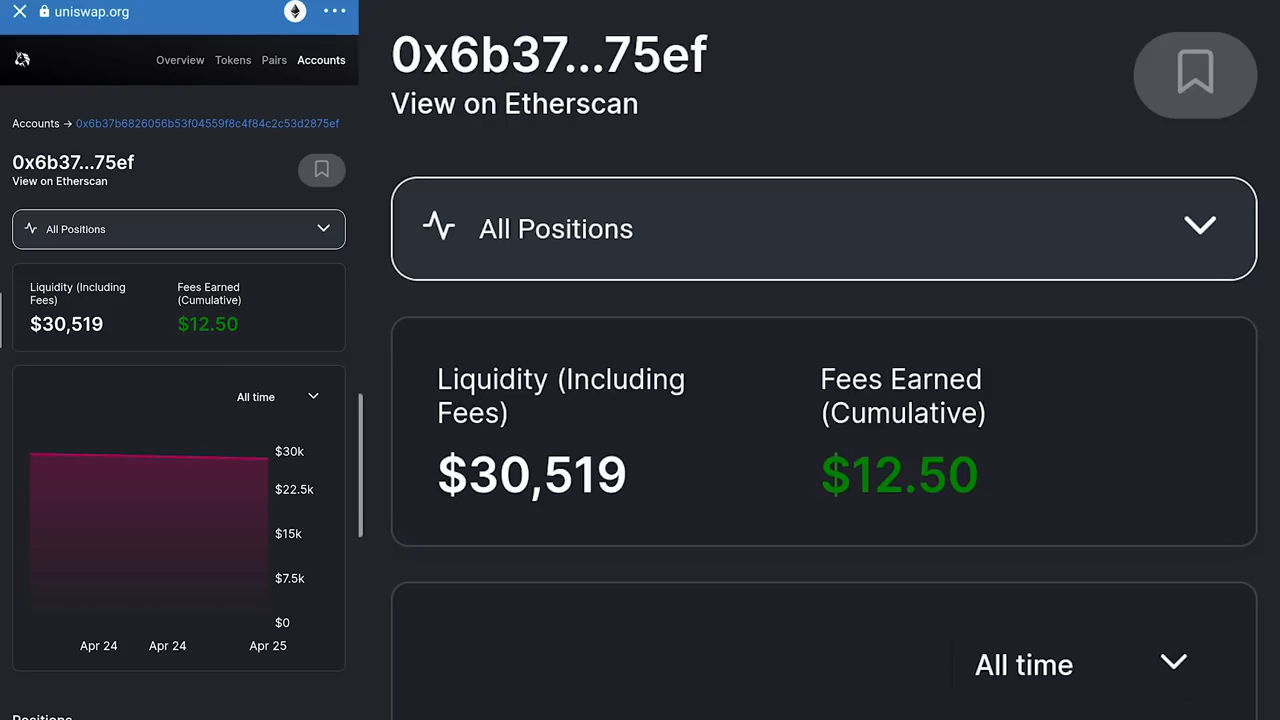 uniswap.org
Overview Tokens Pairs Accounts
Accounts → 0x6b37b6826056b53f04559f8c4f84c2c53d2875ef
0x6b37...75ef
View on Etherscan
All Positions
Liquidity (Including
Fees)
$30,519
Fees Earned
(Cumulative)
$12.50
All time
$30k
$22.5k
$15k
$7.5k
$0
Apr 24 Apr 24 Apr 25
Positions
0x6b37...75ef
View on Etherscan
All Positions
Liquidity (Including
Fees)
$30,519
Fees Earned
(Cumulative)
$12.50
All time